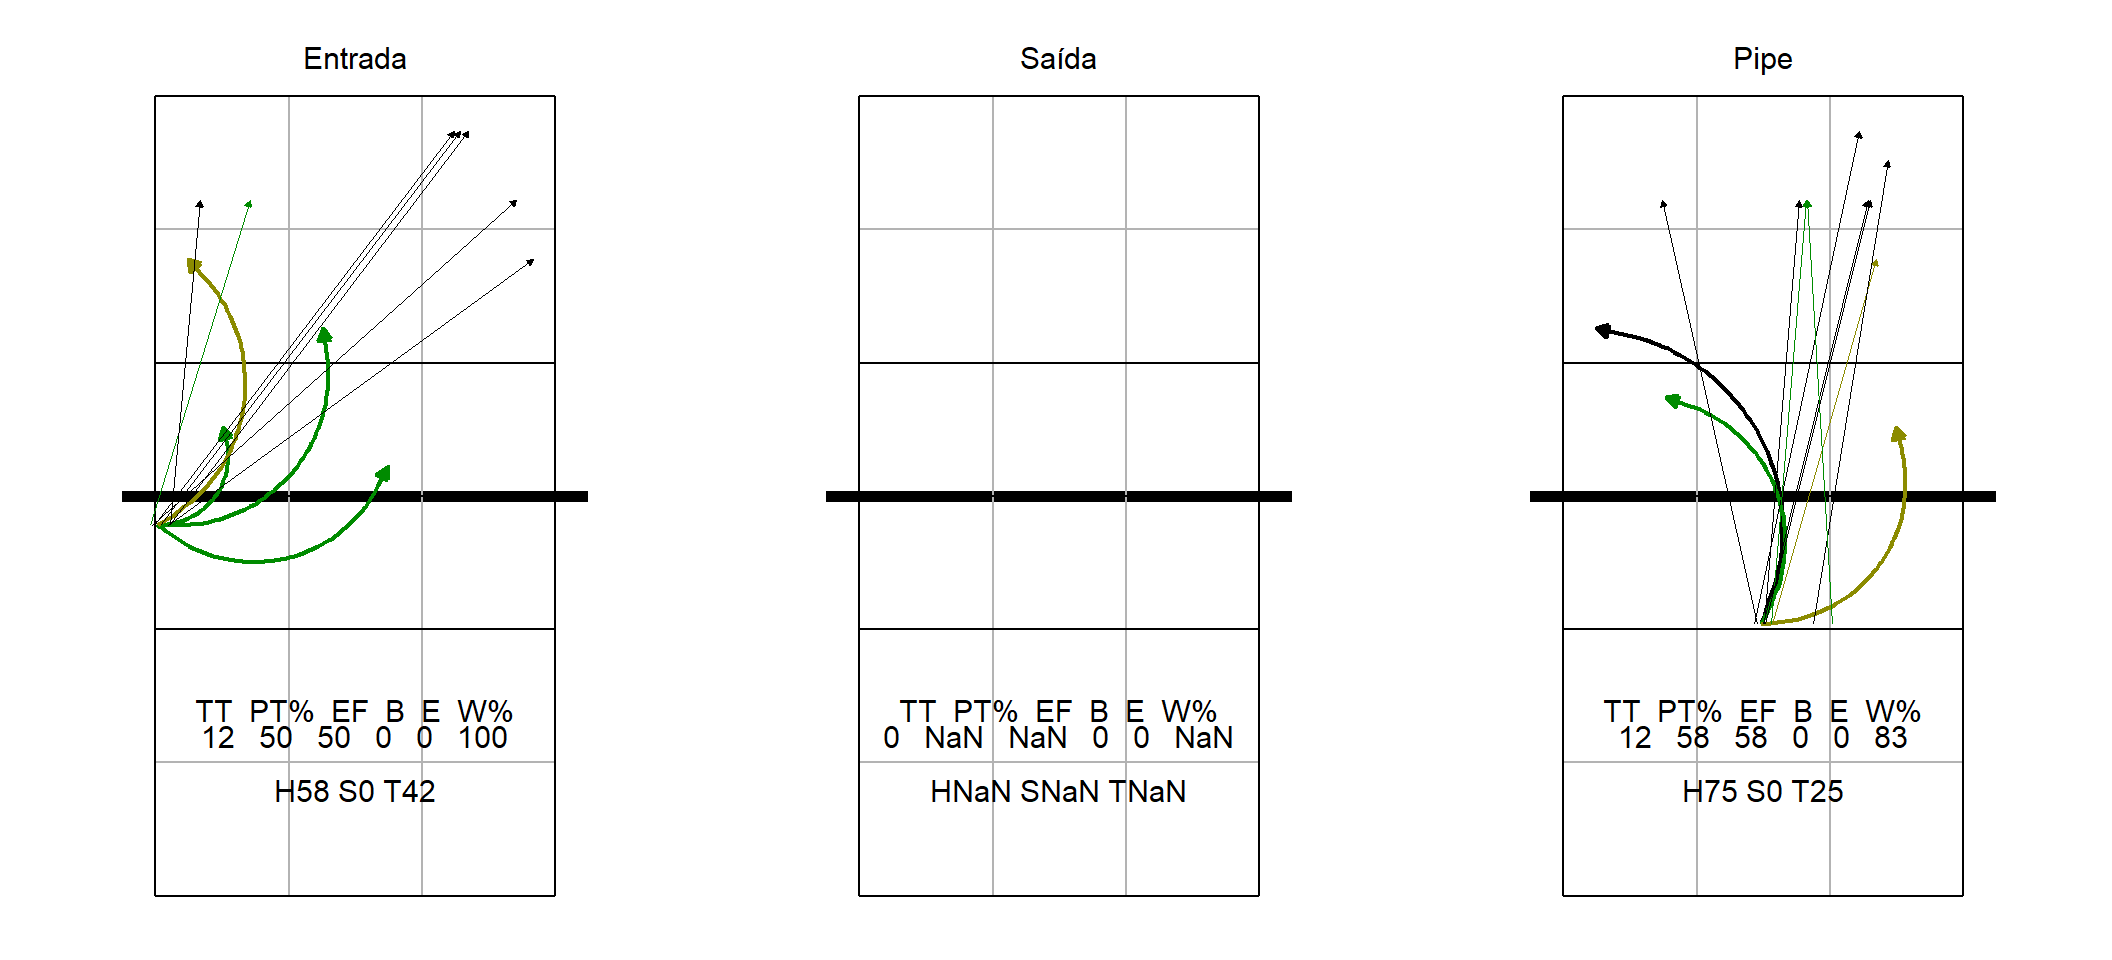 Entrada
TT PT% EF B E W%
12 50 50 0 0 100
H58 S0 T42
Saída
TT PT% EF B E W%
0 NaN NaN 0 0 NaN
HNaN SNaN TNaN
Pipe
TT PT% EF B E W%
12 58 58 0 0 83
H75 S0 T25